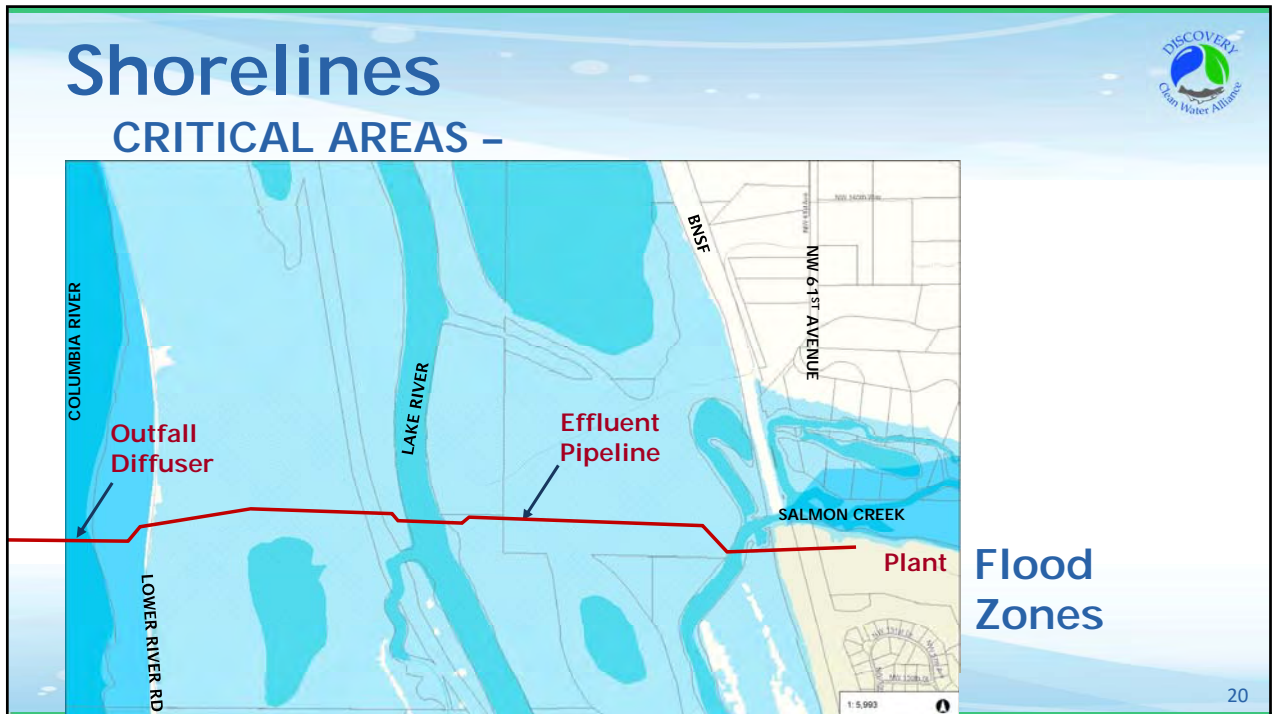 Shorelines
CRITICAL AREAS –
DISCOVERY
Clean Water Alliance
COLUMBIA RIVER
Outfall
Diffuser
LOWER RIVER RD
LAKE RIVER
Effluent
Pipeline
BNSF
NW 61ST AVENUE
SALMON CREEK
Plant
Flood
Zones
1: 5,993
20